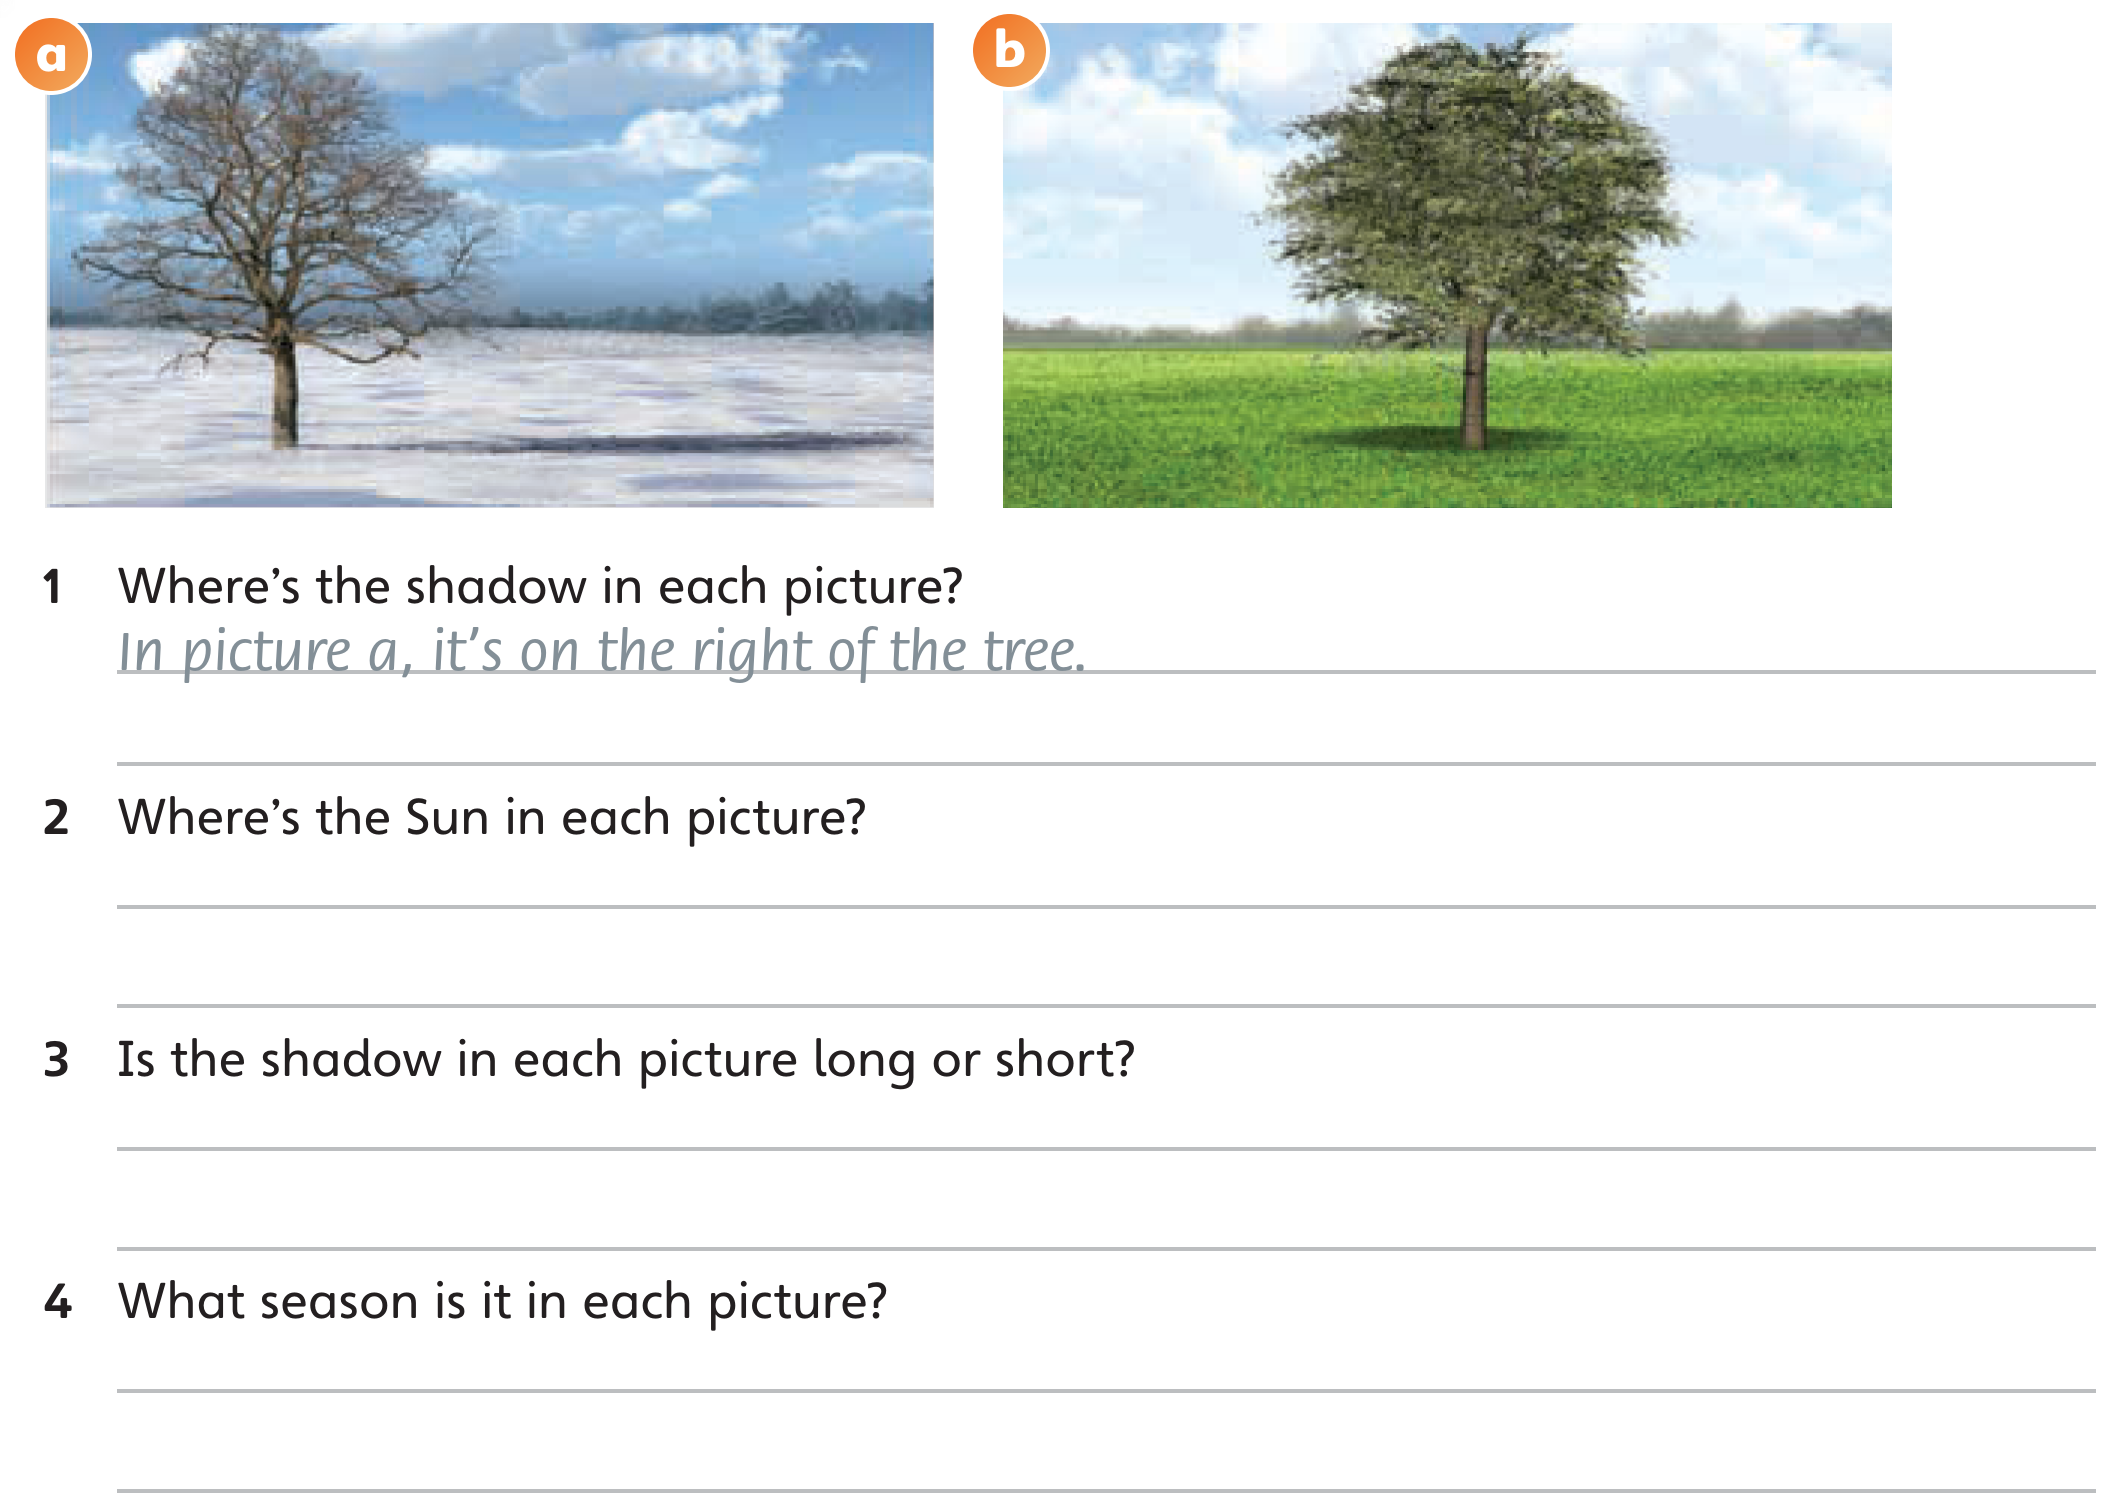 a
b
1 Where’s the shadow in each picture?
In picture a, it’s on the right of the tree.
2 Where’s the Sun in each picture?
3 Is the shadow in each picture long or short?
4 What season is it in each picture?